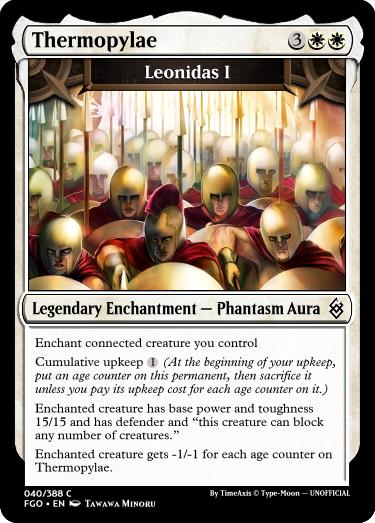 Thermopylae 3
Leonidas I
Legendary Enchantment — Phantasm Aura
Enchant connected creature you control
Cumulative upkeep 1 (At the beginning of your upkeep,
put an age counter on this permanent, then sacrifice it
unless you pay its upkeep cost for each age counter on it.)
Enchanted creature has base power and toughness
15/15 and has defender and “this creature can block
any number of creatures.”
Enchanted creature gets -1/-1 for each age counter on
Thermopylae.
040/388 C
FGO • EN Tawawa Minoru
By TimeAxis © Type-Moon — UNOFFICIAL